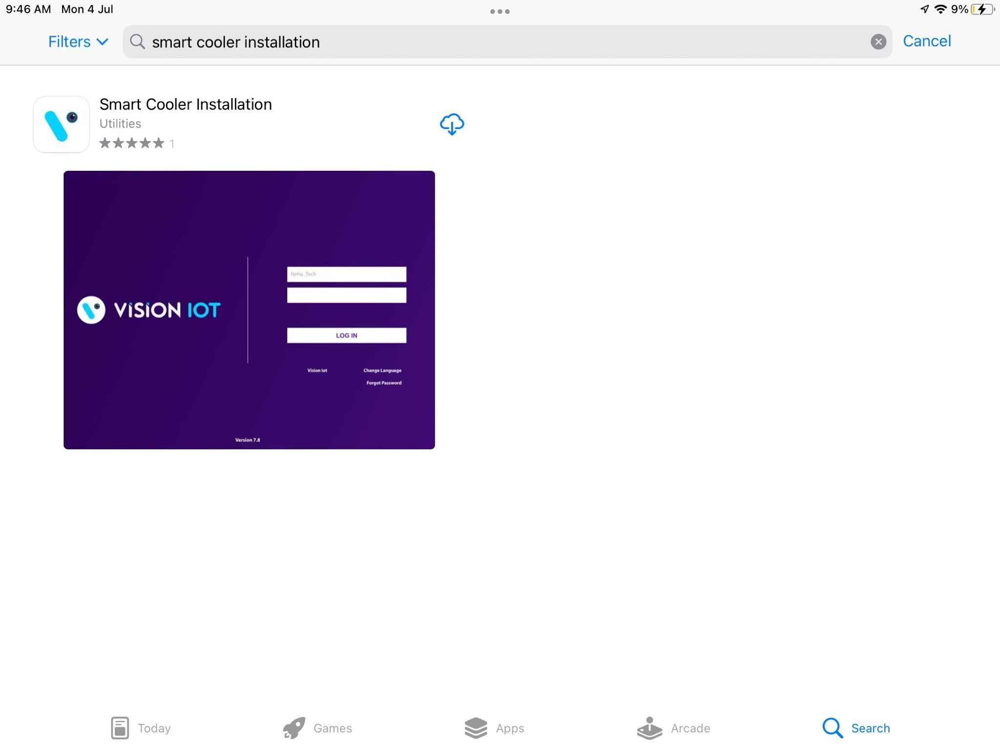 9:46 AM Mon 4 Jul
9%
Filters
smart cooler installation
Cancel
Smart Cooler Installation
Utilities
1
Neha_Tech
VISION IOT
LOG IN
Vision Iot
Change Language
Forgot Password
Version 7.8
Today
Games
Apps
Arcade
Search